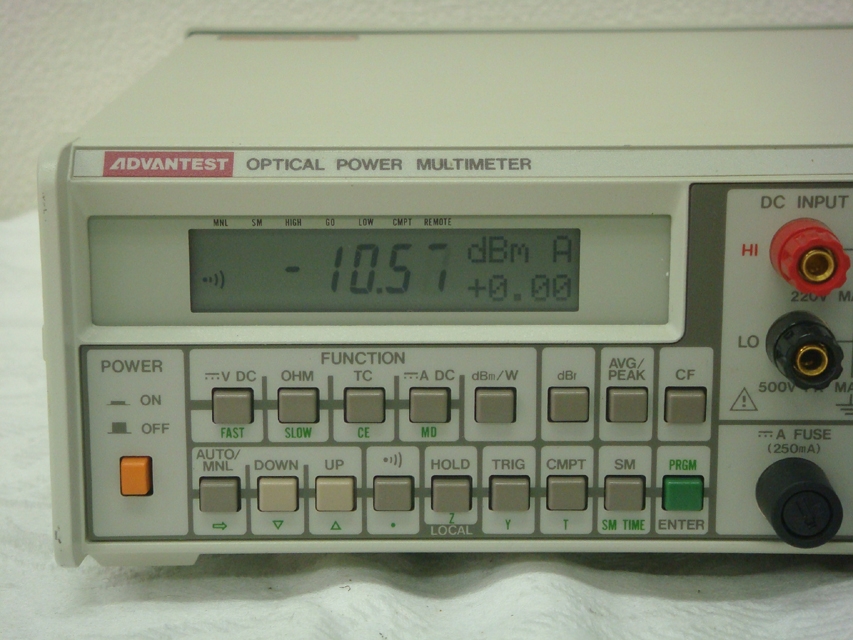 ADVANTEST OPTICAL POWER MULTIMETER
MNL SM HIGH GO LOW CMPT REMOTE
-10.57 dBm A
+0.00
DC INPUT
HI
220V MA
LO
500V MA
A FUSE
(250mA)
POWER
ON
OFF
FUNCTION
V DC OHM TC A DC dBm/W dBr AVG/PEAK CF
FAST SLOW CE MD
AUTO/MNL DOWN UP HOLD TRIG CMPT SM PRGM
⇨ ▽ △ • Z Y T SM TIME ENTER
LOCAL